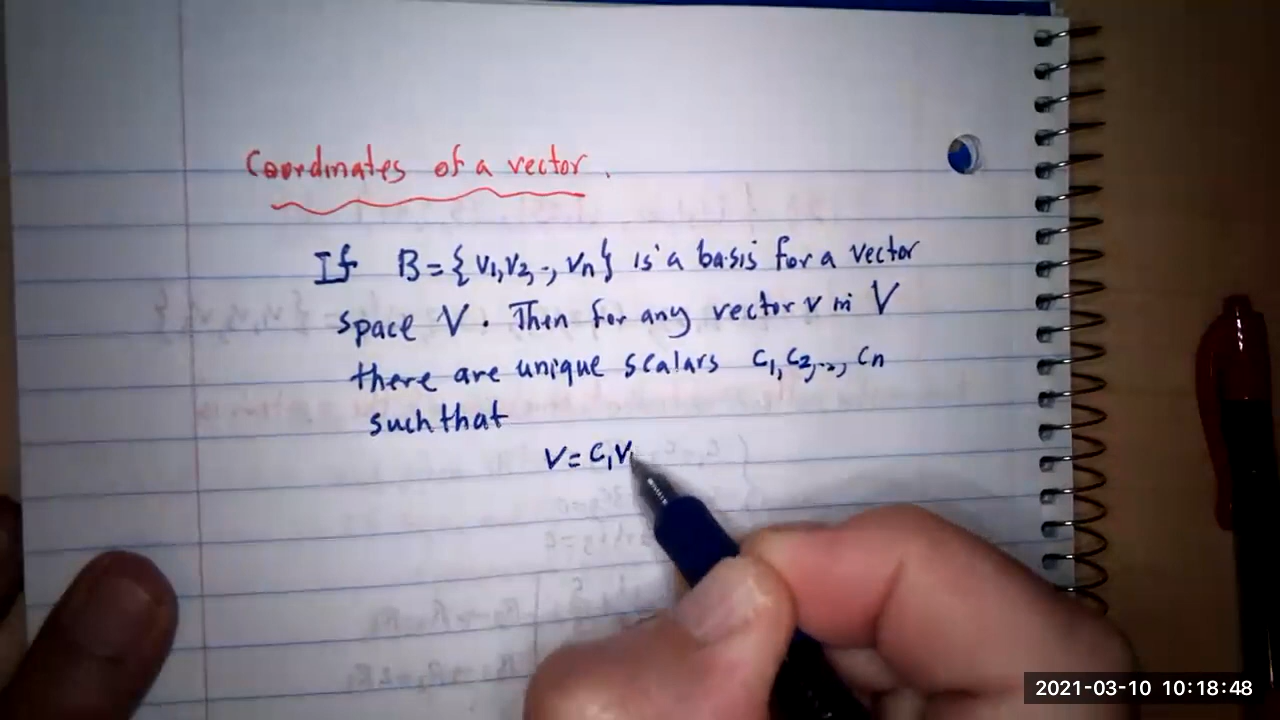 Coordinates of a vector.
If B = {v1, v2, .., vn} is a basis for a vector
space V. Then for any vector v in V
there are unique scalars c1, c2, .., cn
such that
v = c1v1
2021-03-10 10:18:48